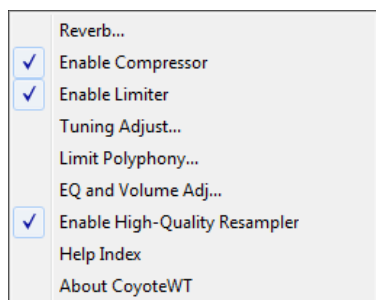 Reverb...
Enable Compressor
Enable Limiter
Tuning Adjust...
Limit Polyphony...
EQ and Volume Adj...
Enable High-Quality Resampler
Help Index
About CoyoteWT